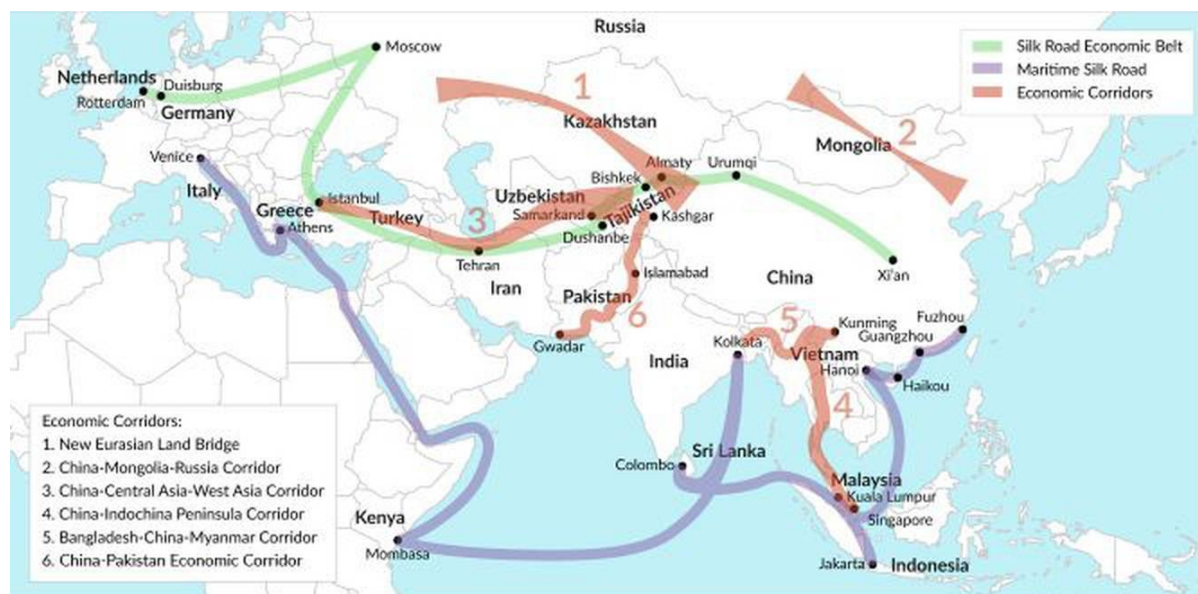 Russia
Silk Road Economic Belt
Maritime Silk Road
Economic Corridors
Moscow
Netherlands
Duisburg
Rotterdam
Germany
1
Kazakhstan
2
Mongolia
Venice
Italy
Almaty
Urumqi
Bishkek
Uzbekistan
Tajikistan
Istanbul
Greece
Turkey
Athens
3
Samarkand
Kashgar
Dushanbe
Tehran
Islamabad
Xi'an
Iran
China
Pakistan
6
Gwadar
Kolkata
5
Kunming
Fuzhou
Guangzhou
Vietnam
Hanoi
India
Haikou
4
Sri Lanka
Colombo
Malaysia
Kuala Lumpur
Singapore
Kenya
Mombasa
Jakarta
Indonesia
Economic Corridors:
1. New Eurasian Land Bridge
2. China-Mongolia-Russia Corridor
3. China-Central Asia-West Asia Corridor
4. China-Indochina Peninsula Corridor
5. Bangladesh-China-Myanmar Corridor
6. China-Pakistan Economic Corridor